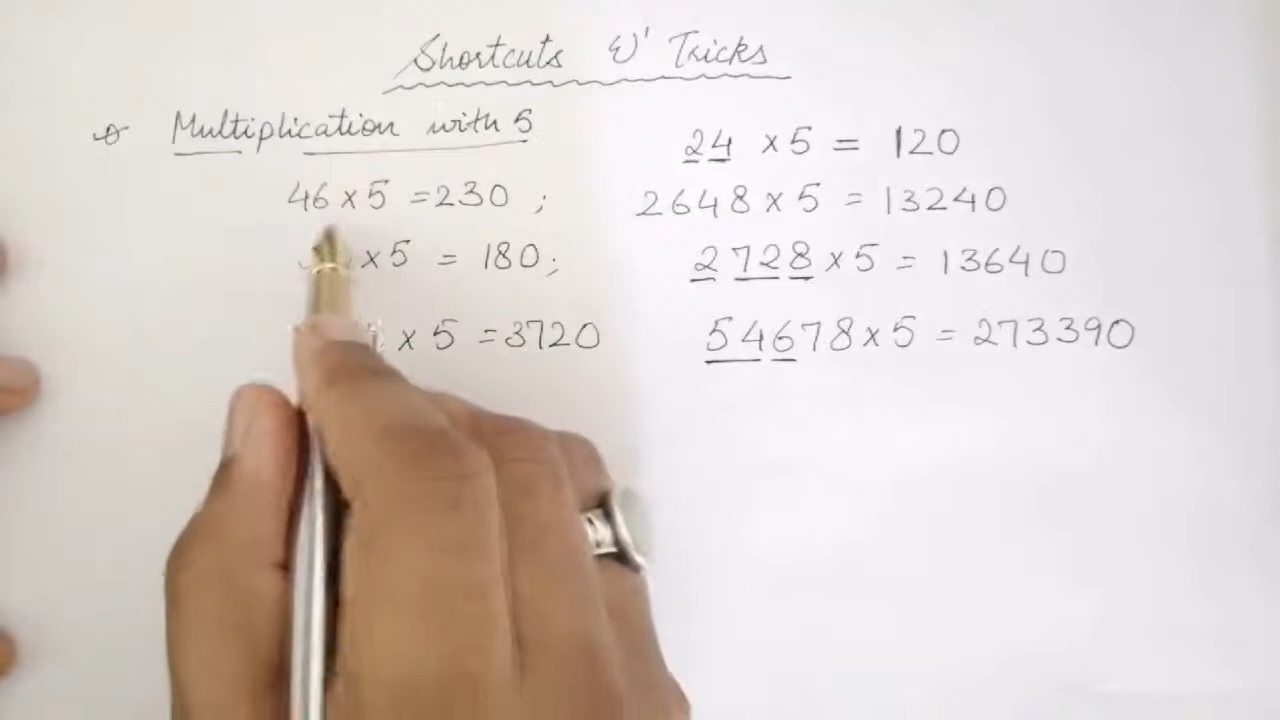 Shortcuts & Tricks
Multiplication with 5
46 x 5 = 230 ;
x 5 = 180;
x 5 = 3720
24 x 5 = 120
2648 x 5 = 13240
2728 x 5 = 13640
54678 x 5 = 273390